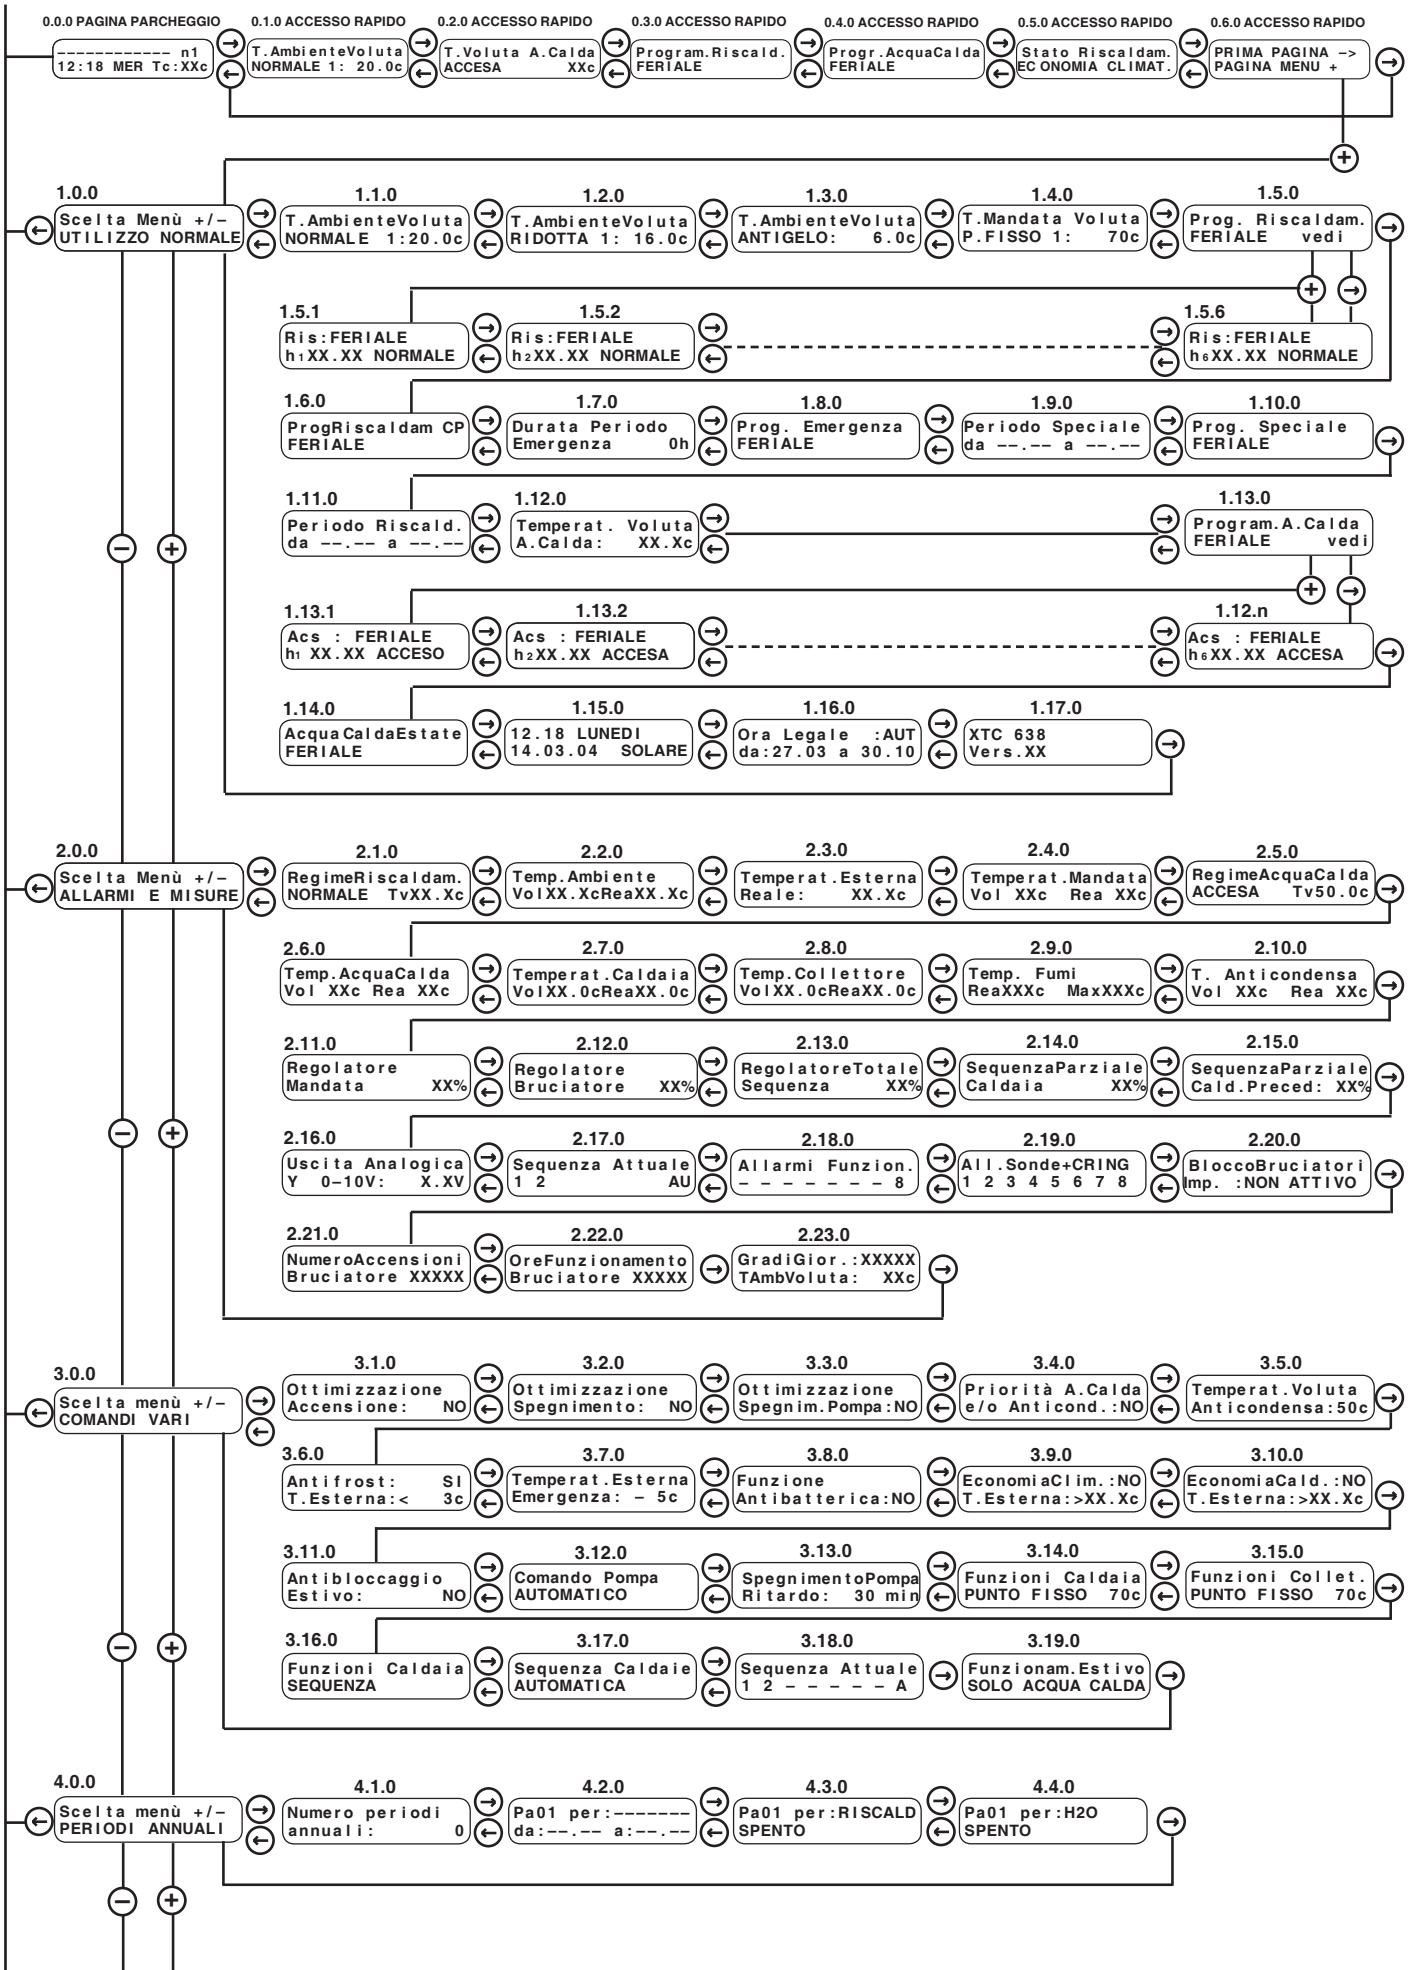 0.0.0 PAGINA PARCHEGGIO
0.1.0 ACCESSO RAPIDO
0.2.0 ACCESSO RAPIDO
0.3.0 ACCESSO RAPIDO
0.4.0 ACCESSO RAPIDO
0.5.0 ACCESSO RAPIDO
0.6.0 ACCESSO RAPIDO
------------ n1
12:18 MER Tc:XXc
T.AmbienteVoluta
NORMALE 1: 20.0c
T.Voluta A.Calda
ACCESA XXc
Program.Riscald.
FERIALE
Progr.AcquaCalda
FERIALE
Stato Riscaldam.
EC ONOMIA CLIMAT.
PRIMA PAGINA ->
PAGINA MENU +
1.0.0
Scelta Menù +/-
UTILIZZO NORMALE
1.1.0
T.AmbienteVoluta
NORMALE 1:20.0c
1.2.0
T.AmbienteVoluta
RIDOTTA 1: 16.0c
1.3.0
T.AmbienteVoluta
ANTIGELO: 6.0c
1.4.0
T.Mandata Voluta
P.FISSO 1: 70c
1.5.0
Prog. Riscaldam.
FERIALE vedi
1.5.1
Ris:FERIALE
h1XX.XX NORMALE
1.5.2
Ris:FERIALE
h2XX.XX NORMALE
1.5.6
Ris:FERIALE
h6XX.XX NORMALE
1.6.0
ProgRiscaldam CP
FERIALE
1.7.0
Durata Periodo
Emergenza 0h
1.8.0
Prog. Emergenza
FERIALE
1.9.0
Periodo Speciale
da --.-- a --.--
1.10.0
Prog. Speciale
FERIALE
1.11.0
Periodo Riscald.
da --.-- a --.--
1.12.0
Temperat. Voluta
A.Calda: XX.Xc
1.13.0
Program.A.Calda
FERIALE vedi
1.13.1
Acs : FERIALE
h1 XX.XX ACCESO
1.13.2
Acs : FERIALE
h2XX.XX ACCESA
1.12.n
Acs : FERIALE
h6XX.XX ACCESA
1.14.0
AcquaCaldaEstate
FERIALE
1.15.0
12.18 LUNEDI
14.03.04 SOLARE
1.16.0
Ora Legale :AUT
da:27.03 a 30.10
1.17.0
XTC 638
Vers.XX
2.0.0
Scelta Menù +/-
ALLARMI E MISURE
2.1.0
RegimeRiscaldam.
NORMALE TvXX.Xc
2.2.0
Temp.Ambiente
VolXX.XcReaXX.Xc
2.3.0
Temperat.Esterna
Reale: XX.Xc
2.4.0
Temperat.Mandata
Vol XXc Rea XXc
2.5.0
RegimeAcquaCalda
ACCESA Tv50.0c
2.6.0
Temp.AcquaCalda
Vol XXc Rea XXc
2.7.0
Temperat.Caldaia
VolXX.0cReaXX.0c
2.8.0
Temp.Collettore
VolXX.0cReaXX.0c
2.9.0
Temp. Fumi
ReaXXXc MaxXXXc
2.10.0
T. Anticondensa
Vol XXc Rea XXc
2.11.0
Regolatore
Mandata XX%
2.12.0
Regolatore
Bruciatore XX%
2.13.0
RegolatoreTotale
Sequenza XX%
2.14.0
SequenzaParziale
Caldaia XX%
2.15.0
SequenzaParziale
Cald.Preced: XX%
2.16.0
Uscita Analogica
Y 0-10V: X.XV
2.17.0
Sequenza Attuale
1 2 AU
2.18.0
Allarmi Funzion.
- - - - - - - 8
2.19.0
All.Sonde+CRING
1 2 3 4 5 6 7 8
2.20.0
BloccoBruciatori
Imp. :NON ATTIVO
2.21.0
NumeroAccensioni
Bruciatore XXXXX
2.22.0
OreFunzionamento
Bruciatore XXXXX
2.23.0
GradiGior.:XXXXX
TAmbVoluta: XXc
3.0.0
Scelta menù +/-
COMANDI VARI
3.1.0
Ottimizzazione
Accensione: NO
3.2.0
Ottimizzazione
Spegnimento: NO
3.3.0
Ottimizzazione
Spegnim.Pompa:NO
3.4.0
Priorità A.Calda
e/o Anticond.:NO
3.5.0
Temperat.Voluta
Anticondensa:50c
3.6.0
Antifrost: SI
T.Esterna:< 3c
3.7.0
Temperat.Esterna
Emergenza: - 5c
3.8.0
Funzione
Antibatterica:NO
3.9.0
EconomiaClim.:NO
T.Esterna:>XX.Xc
3.10.0
EconomiaCald.:NO
T.Esterna:>XX.Xc
3.11.0
Antibloccaggio
Estivo: NO
3.12.0
Comando Pompa
AUTOMATICO
3.13.0
SpegnimentoPompa
Ritardo: 30 min
3.14.0
Funzioni Caldaia
PUNTO FISSO 70c
3.15.0
Funzioni Collet.
PUNTO FISSO 70c
3.16.0
Funzioni Caldaia
SEQUENZA
3.17.0
Sequenza Caldaie
AUTOMATICA
3.18.0
Sequenza Attuale
1 2 - - - - - A
3.19.0
Funzionam.Estivo
SOLO ACQUA CALDA
4.0.0
Scelta menù +/-
PERIODI ANNUALI
4.1.0
Numero periodi
annuali: 0
4.2.0
Pa01 per:-------
da:--.-- a:--.--
4.3.0
Pa01 per:RISCALD
SPENTO
4.4.0
Pa01 per:H2O
SPENTO